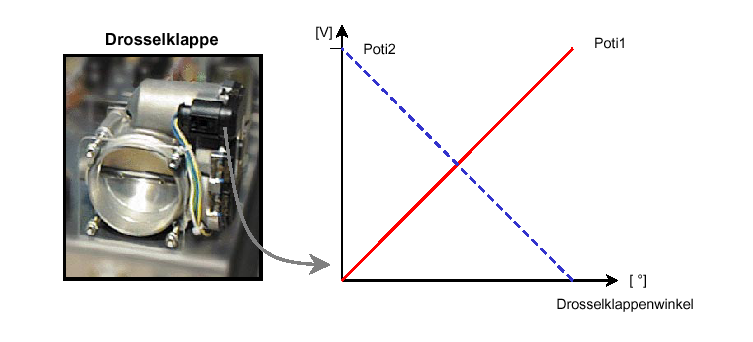 Drosselklappe
[V]
Poti2
Poti1
[ °]
Drosselklappenwinkel